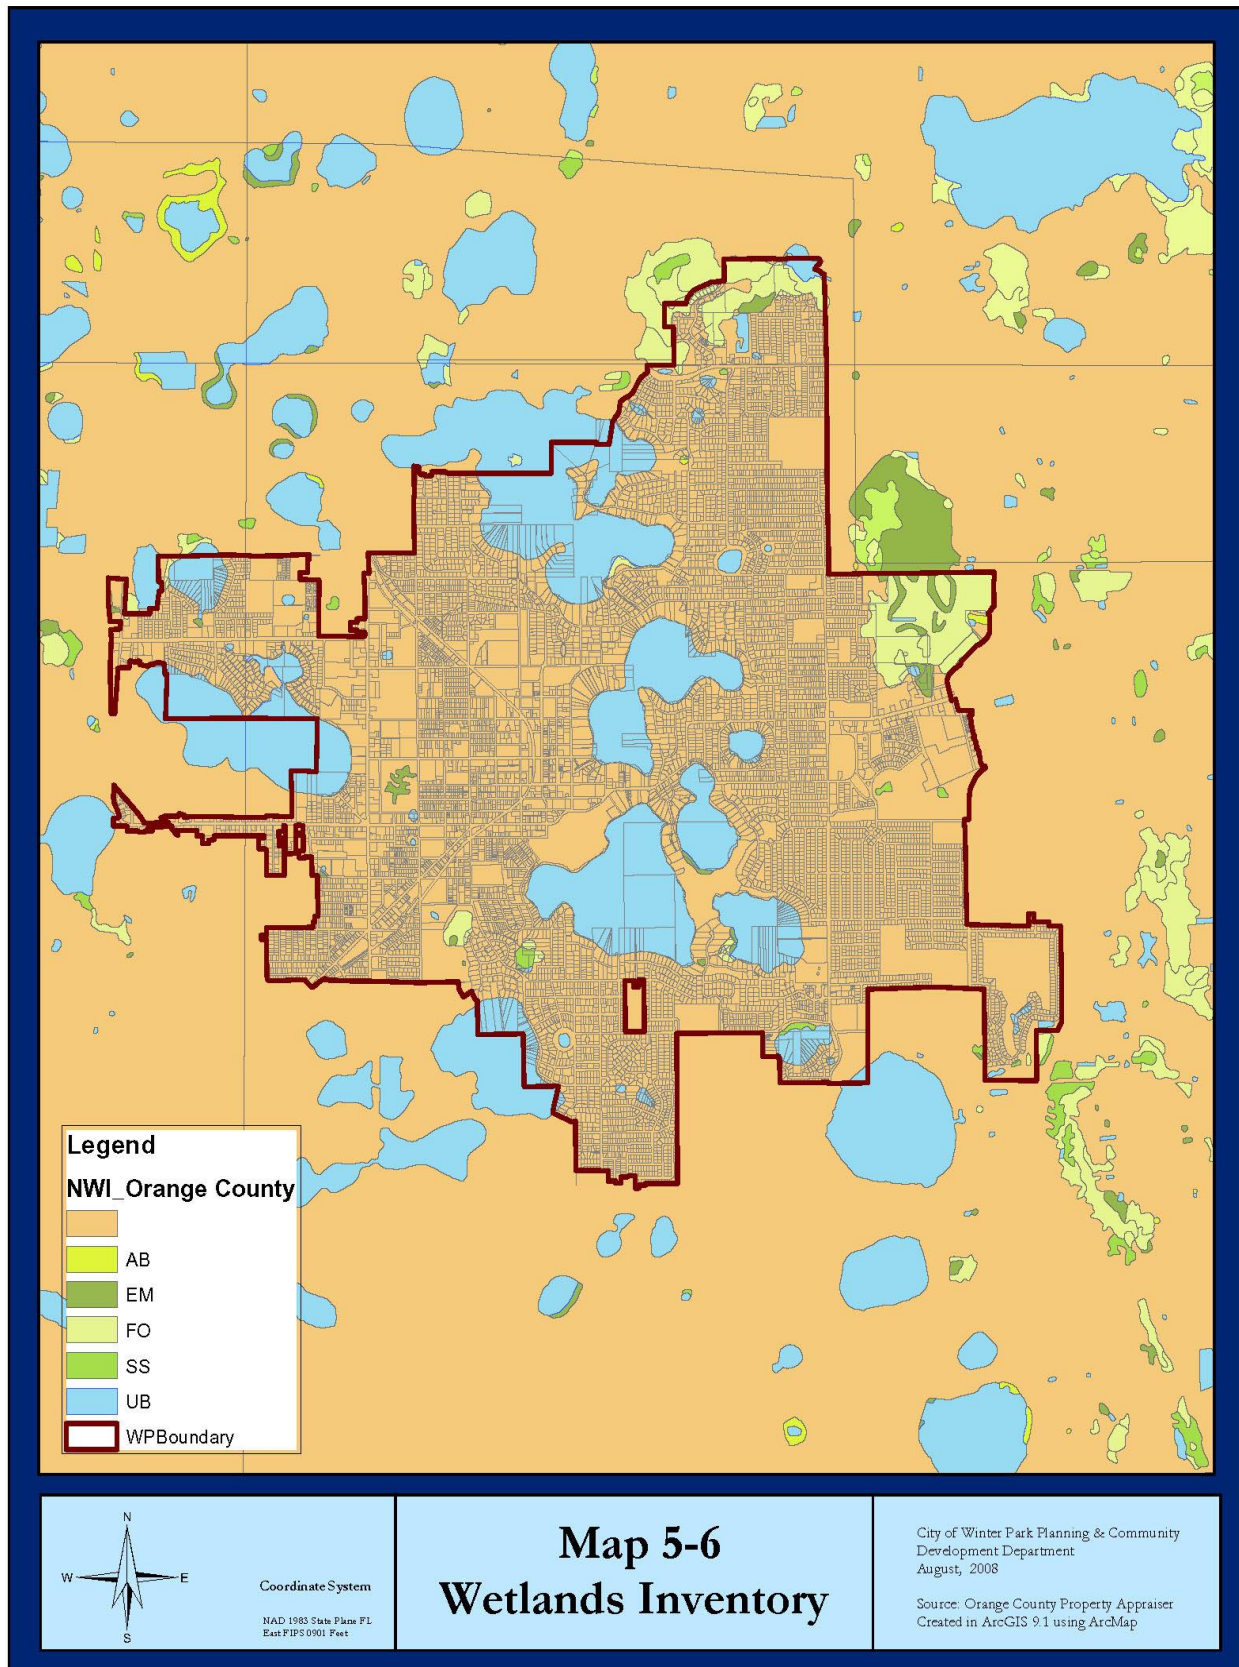 Legend
NWI_Orange County
AB
EM
FO
SS
UB
WPBoundary
N
W
E
S
Coordinate System
NAD 1983 State Plane FL
East FIPS 0901 Feet
Map 5-6
Wetlands Inventory
City of Winter Park Planning & Community
Development Department
August, 2008
Source: Orange County Property Appraiser
Created in ArcGIS 9.1 using ArcMap